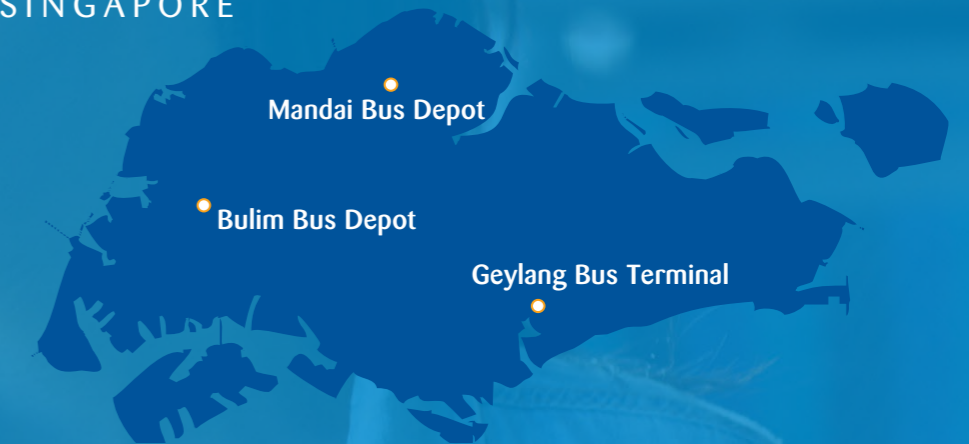 SINGAPORE
Mandai Bus Depot
Bulim Bus Depot
Geylang Bus Terminal